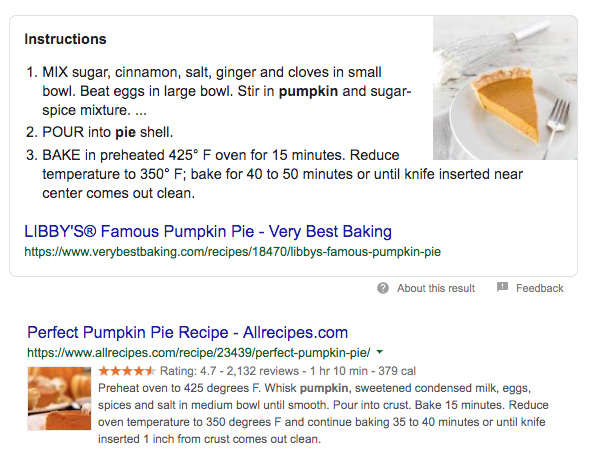 Instructions
1. MIX sugar, cinnamon, salt, ginger and cloves in small
bowl. Beat eggs in large bowl. Stir in pumpkin and sugar-
spice mixture. ...
2. POUR into pie shell.
3. BAKE in preheated 425° F oven for 15 minutes. Reduce
temperature to 350° F; bake for 40 to 50 minutes or until knife inserted near
center comes out clean.
LIBBY'S® Famous Pumpkin Pie - Very Best Baking
https://www.verybestbaking.com/recipes/18470/libbys-famous-pumpkin-pie
About this result Feedback
Perfect Pumpkin Pie Recipe - Allrecipes.com
https://www.allrecipes.com/recipe/23439/perfect-pumpkin-pie/
Rating: 4.7 - 2,132 reviews - 1 hr 10 min - 379 cal
Preheat oven to 425 degrees F. Whisk pumpkin, sweetened condensed milk, eggs,
spices and salt in medium bowl until smooth. Pour into crust. Bake 15 minutes. Reduce
oven temperature to 350 degrees F and continue baking 35 to 40 minutes or until knife
inserted 1 inch from crust comes out clean.